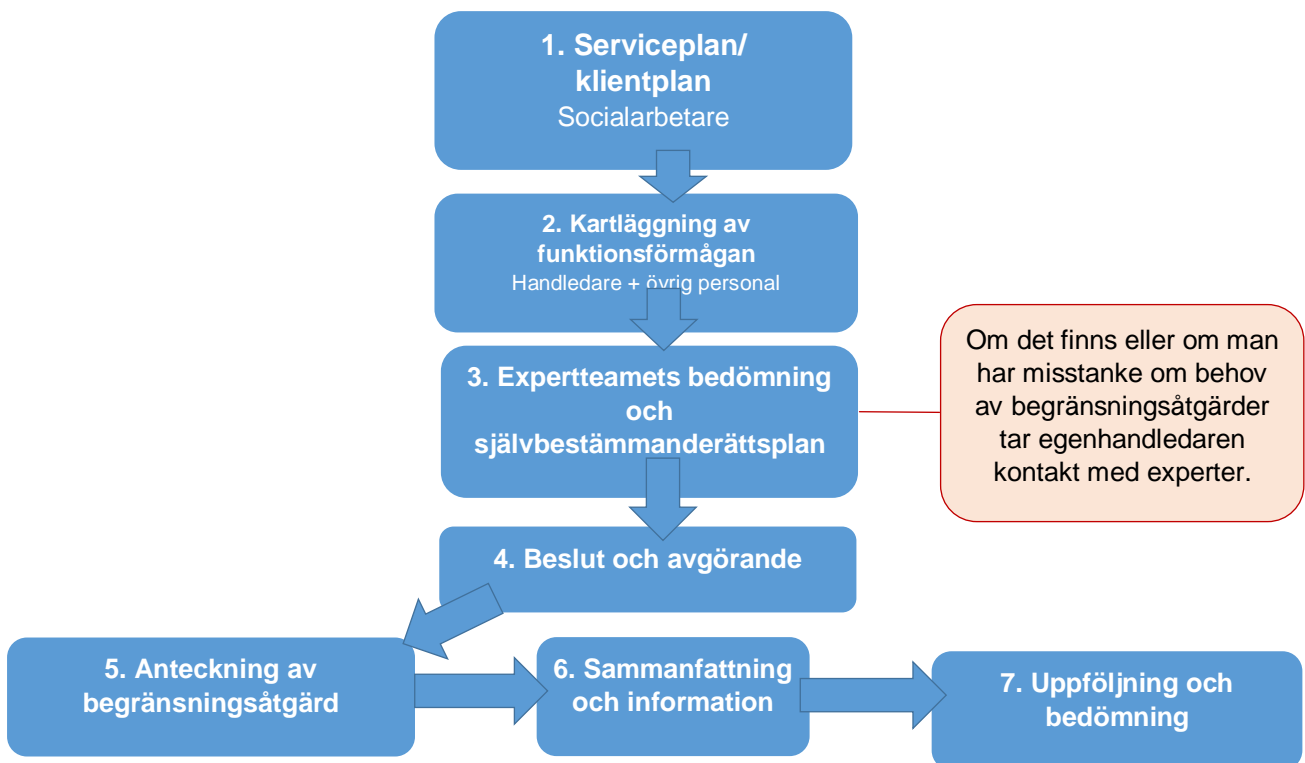 1. Serviceplan/
klientplan
Socialarbetare
2. Kartläggning av
funktionsförmågan
Handledare + övrig personal
3. Expertteamets bedömning
och
självbestämmanderättsplan
Om det finns eller om man
har misstanke om behov
av begränsningsåtgärder
tar egenhandledaren
kontakt med experter.
4. Beslut och avgörande
5. Anteckning av
begränsningsåtgärd
6. Sammanfattning
och information
7. Uppföljning och
bedömning